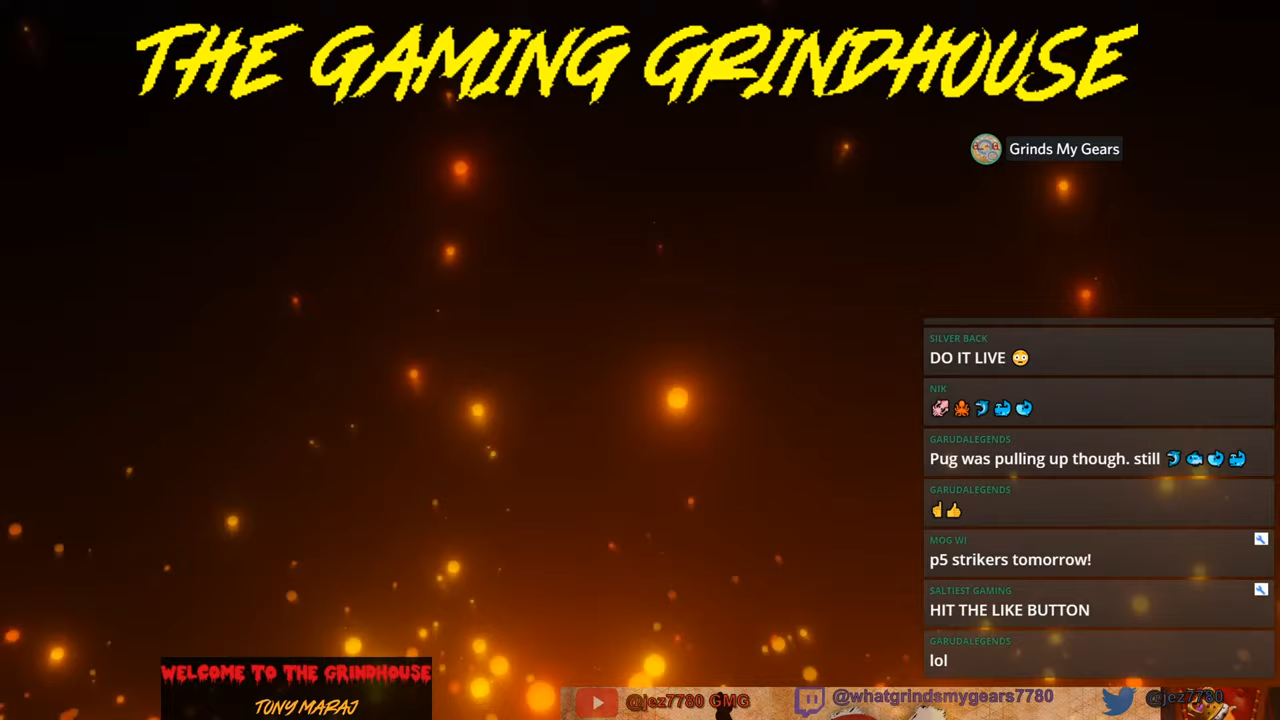 THE GAMING GRINDHOUSE
Grinds My Gears
SILVER BACK
DO IT LIVE 😳
NIK
🦑🐙🐬🐳🐋
GARUDALEGENDS
Pug was pulling up though. still 🐬🐟🐋🐳
GARUDALEGENDS
☝👍
MOG WI
p5 strikers tomorrow!
SALTIEST GAMING
HIT THE LIKE BUTTON
GARUDALEGENDS
lol
WELCOME TO THE GRINDHOUSE
TONY MARAJ
@jez7780 GMG
@whatgrindsmygears7780
@jez7780